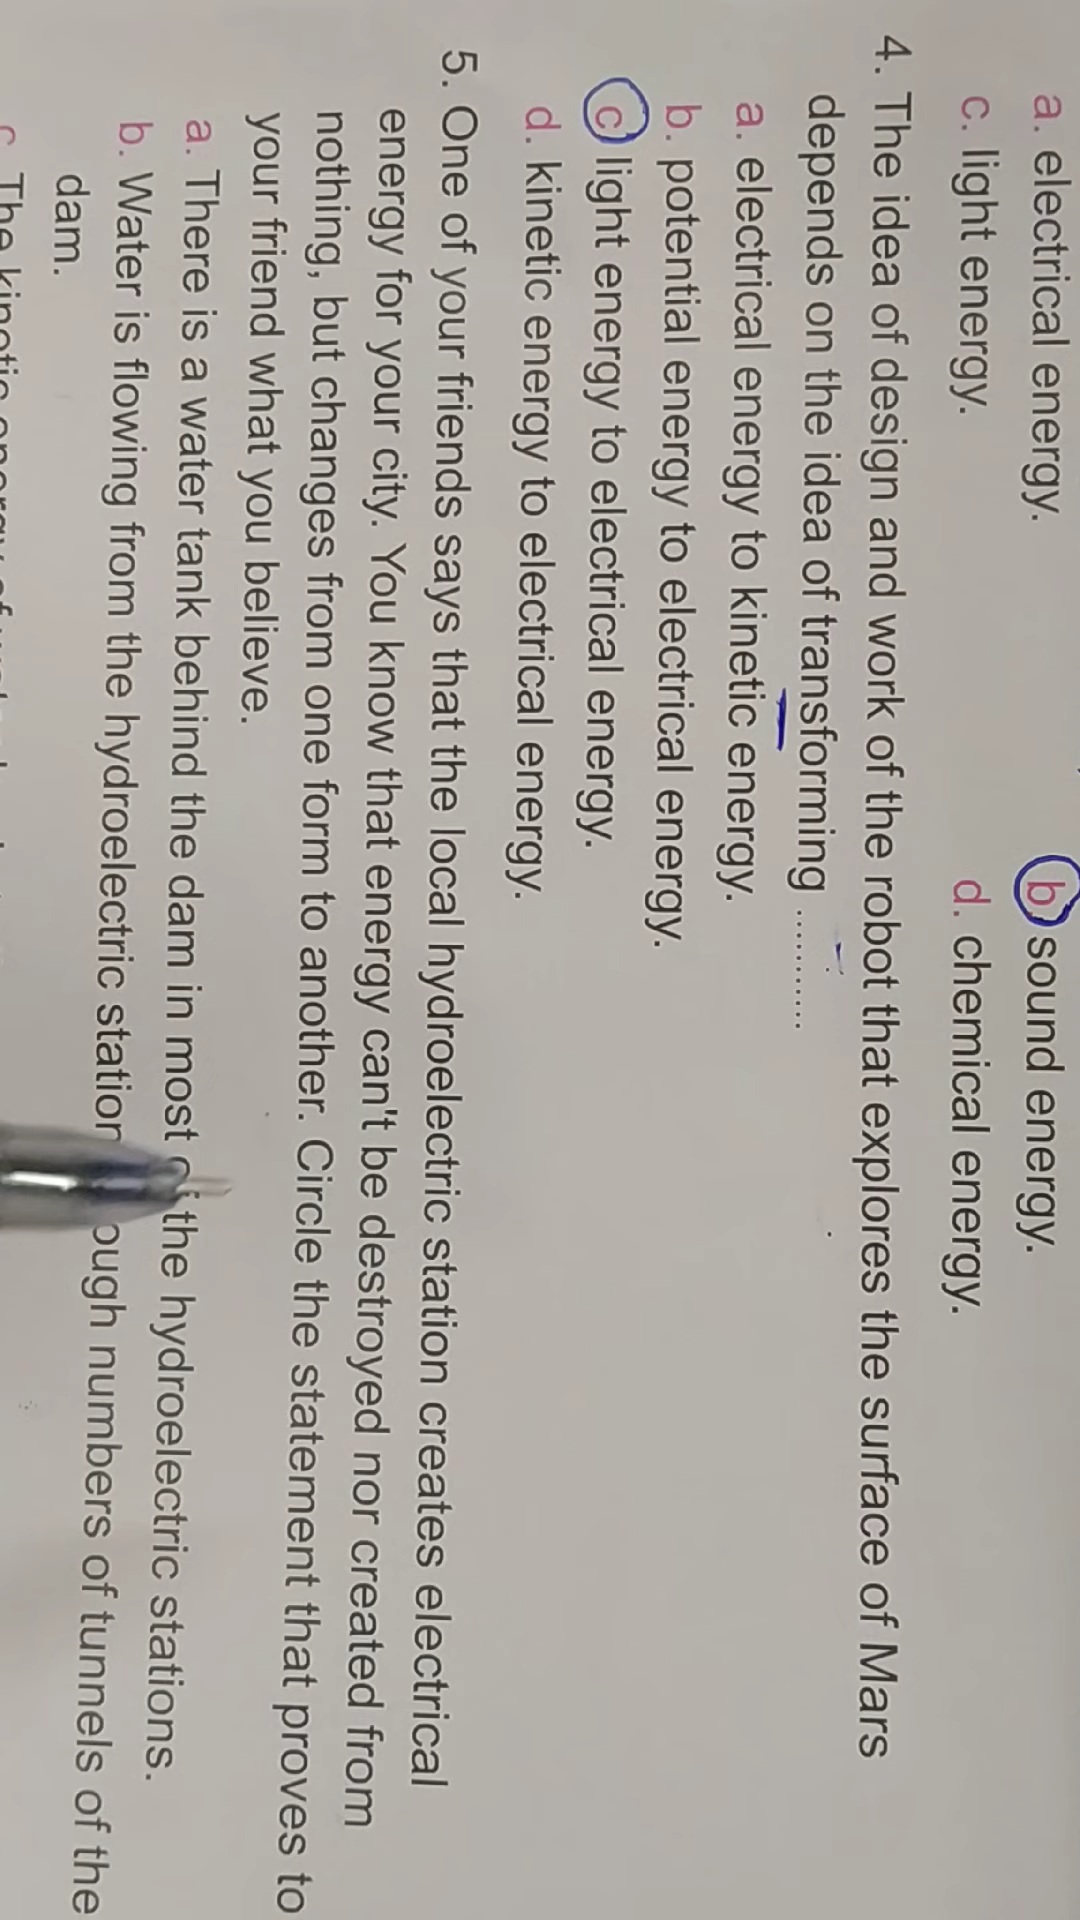 a. electrical energy. b. sound energy.
c. light energy. d. chemical energy.
4. The idea of design and work of the robot that explores the surface of Mars
depends on the idea of transforming ..........
a. electrical energy to kinetic energy.
b. potential energy to electrical energy.
c. light energy to electrical energy.
d. kinetic energy to electrical energy.
5. One of your friends says that the local hydroelectric station creates electrical
energy for your city. You know that energy can't be destroyed nor created from
nothing, but changes from one form to another. Circle the statement that proves to
your friend what you believe.
a. There is a water tank behind the dam in most of the hydroelectric stations.
b. Water is flowing from the hydroelectric station numbers of tunnels of the
dam.
c. The kinetic energy of